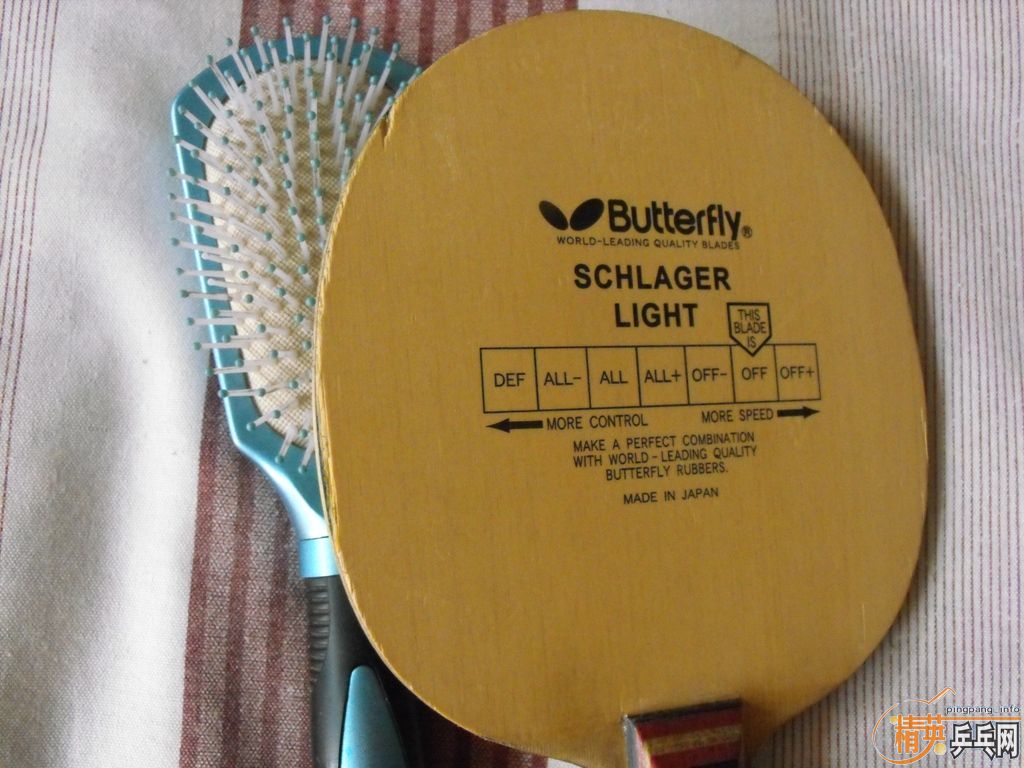 Butterfly®
WORLD-LEADING QUALITY BLADES
SCHLAGER
LIGHT
THIS
BLADE
IS
DEF ALL- ALL ALL+ OFF- OFF OFF+
MORE CONTROL MORE SPEED
MAKE A PERFECT COMBINATION
WITH WORLD-LEADING QUALITY
BUTTERFLY RUBBERS.
MADE IN JAPAN
pingpang.info
精英乒乓网